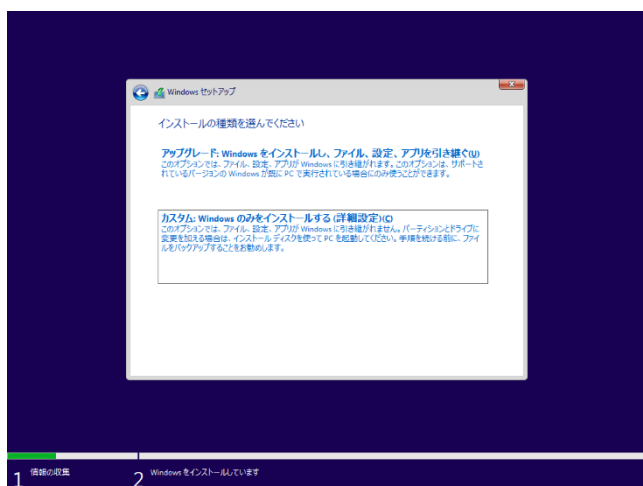 Windows セットアップ
インストールの種類を選んでください
アップグレード: Windows をインストールし、ファイル、設定、アプリを引き継ぐ(U)
このオプションでは、ファイル、設定、アプリが Windows に引き継がれます。このオプションは、サポートさ
れているバージョンの Windows が既に PC で実行されている場合にのみ使うことができます。
カスタム: Windows のみをインストールする (詳細設定)(C)
このオプションでは、ファイル、設定、アプリが Windows に引き継がれません。パーティションとドライブに
変更を加える場合は、インストール ディスクを使って PC を起動してください。手順を続ける前に、ファイ
ルをバックアップすることをお勧めします。
1 情報の収集
2 Windows をインストールしています